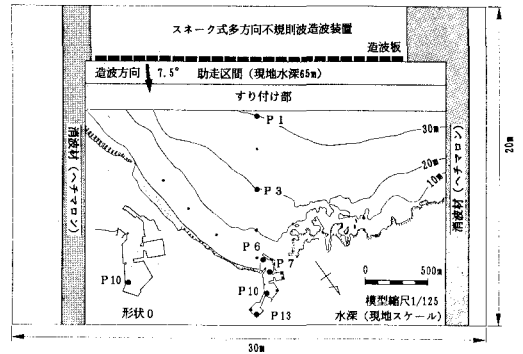 スネーク式多方向不規則波造波装置
造波板
造波方向 7.5° 助走区間(現地水深65m)
すり付け部
消波材(ヘチマロン)
消波材(ヘチマロン)
P1
30m
20m
10m
P3
P6
P7
P10
P10
P13
形状0
0 500m
模型縮尺1/125
水深(現地スケール)
20m
30m